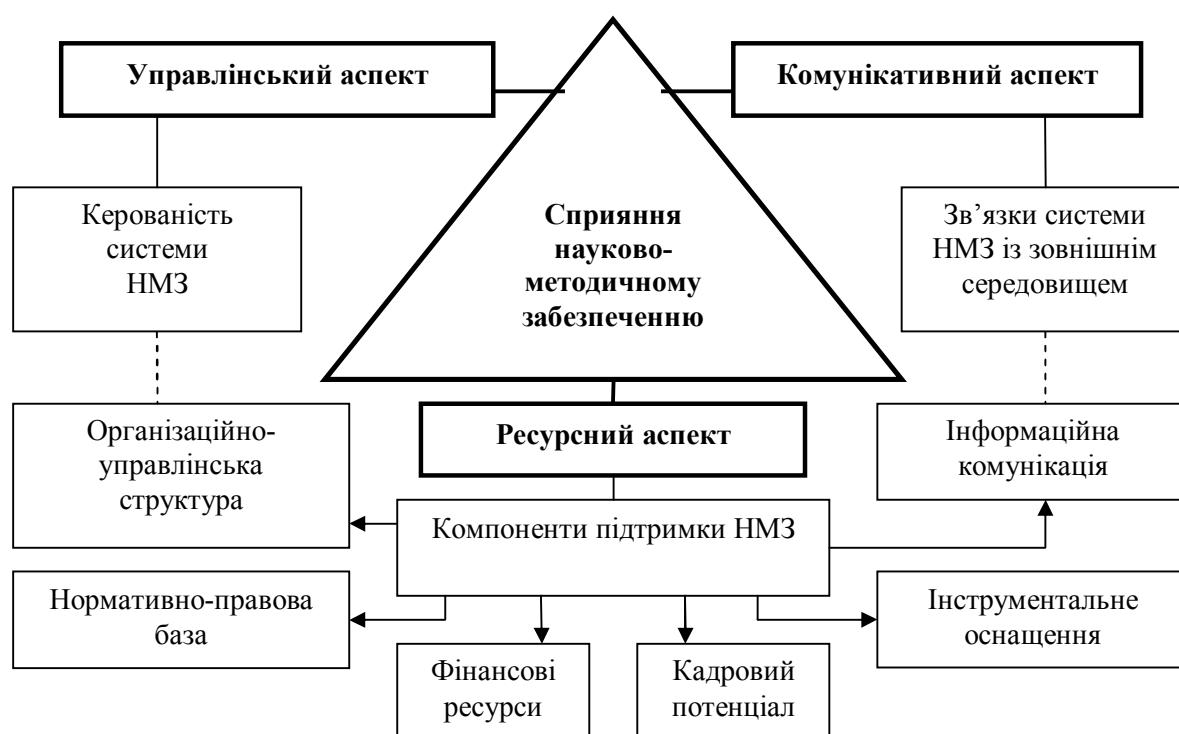 Управлінський аспект
Комунікативний аспект
Керованість
системи
НМЗ
Сприяння
науково-
методичному
забезпеченню
Зв’язки системи
НМЗ із зовнішнім
середовищем
Організаційно-
управлінська
структура
Ресурсний аспект
Інформаційна
комунікація
Компоненти підтримки НМЗ
Нормативно-правова
база
Фінансові
ресурси
Кадровий
потенціал
Інструментальне
оснащення